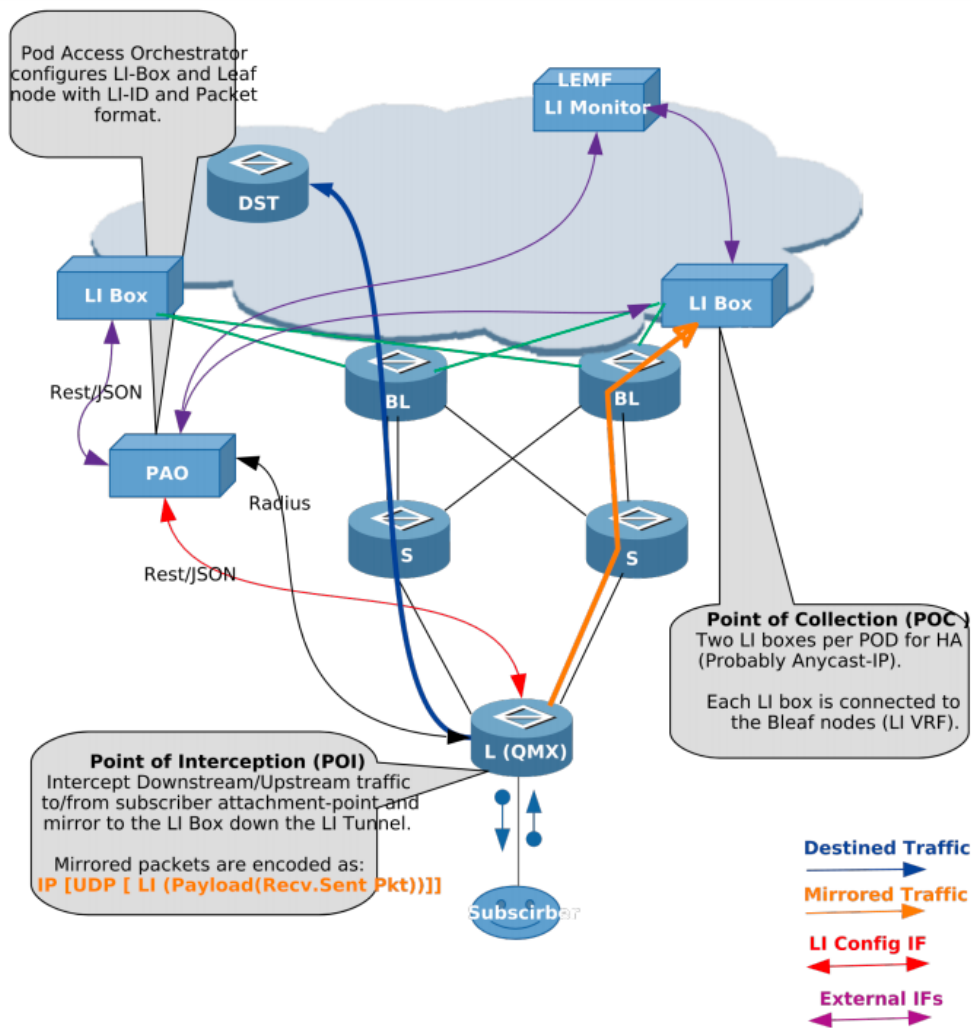 Pod Access Orchestrator
configures LI-Box and Leaf
node with LI-ID and Packet
format.
LEMF
LI Monitor
DST
LI Box
LI Box
Rest/JSON
BL
BL
PAO
Radius
S
S
Rest/JSON
Point of Collection (POC )
Two LI boxes per POD for HA
(Probably Anycast-IP).
Each LI box is connected to
the Bleaf nodes (LI VRF).
L (QMX)
Point of Interception (POI)
Intercept Downstream/Upstream traffic
to/from subscriber attachment-point and
mirror to the LI Box down the LI Tunnel.
Mirrored packets are encoded as:
IP [UDP [ LI (Payload(Recv.Sent Pkt))]]
Subscirber
Destined Traffic
Mirrored Traffic
LI Config IF
External IFs